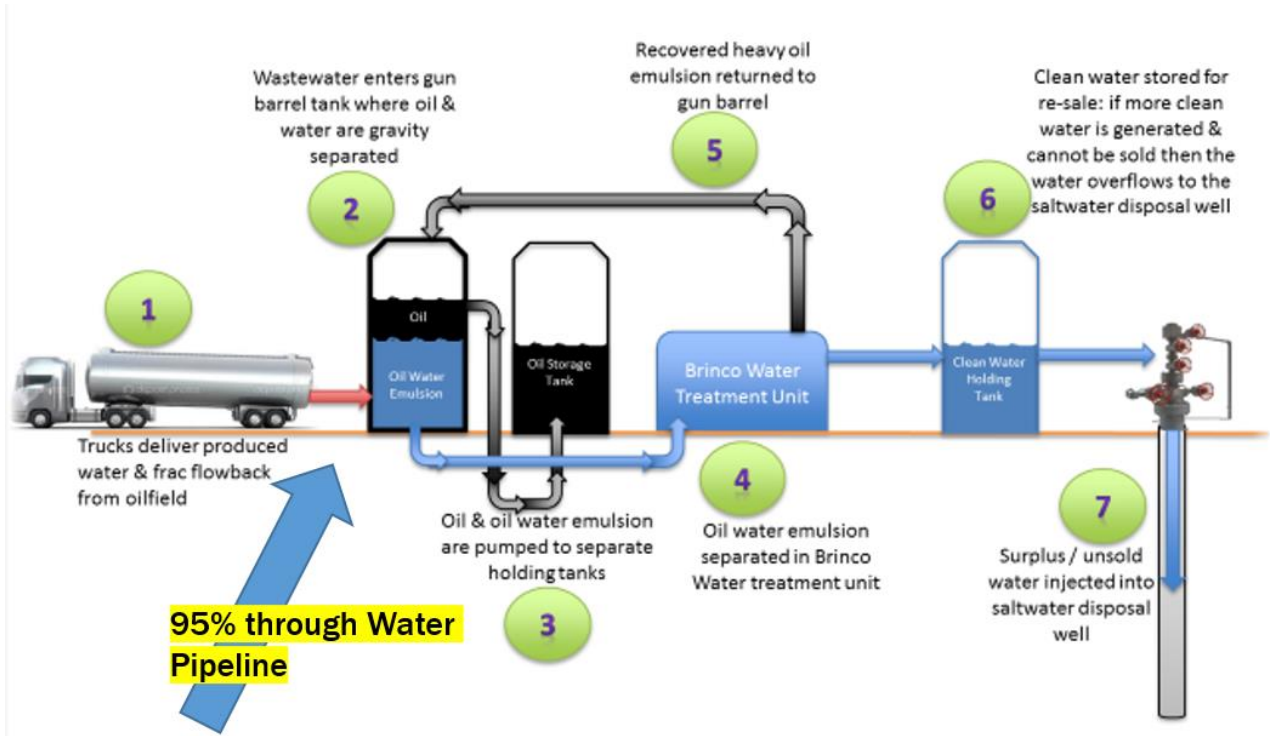 1
Trucks deliver produced
water & frac flowback
from oilfield
95% through Water
Pipeline
2
Wastewater enters gun
barrel tank where oil &
water are gravity
separated
Oil
Oil Water
Emulsion
Oil Storage
Tank
Oil & oil water emulsion
are pumped to separate
holding tanks
3
Brinco Water
Treatment Unit
4
Oil water emulsion
separated in Brinco
Water treatment unit
Recovered heavy oil
emulsion returned to
gun barrel
5
Clean water stored for
re-sale: if more clean
water is generated &
cannot be sold then the
water overflows to the
saltwater disposal well
6
Clean Water
Holding
Tank
7
Surplus / unsold
water injected into
saltwater disposal
well